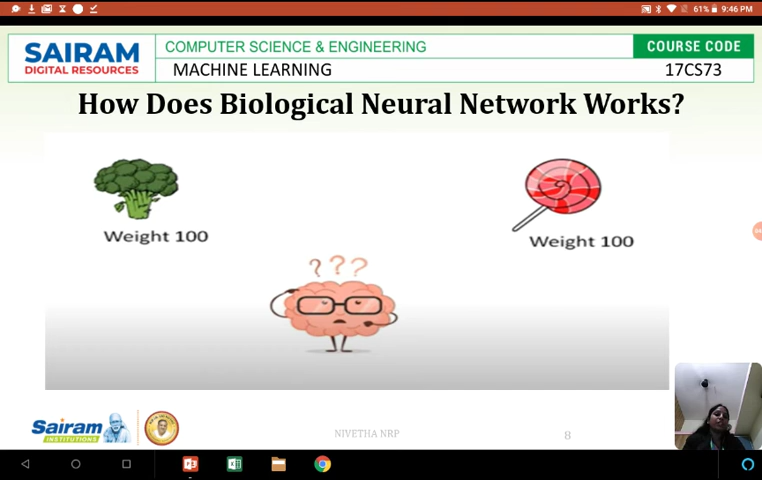 61% 9:46 PM
SAIRAM
DIGITAL RESOURCES
COMPUTER SCIENCE & ENGINEERING
COURSE CODE
MACHINE LEARNING
17CS73
How Does Biological Neural Network Works?
Weight 100
Weight 100
???
Sairam
INSTITUTIONS
NIVETHA NRP
8